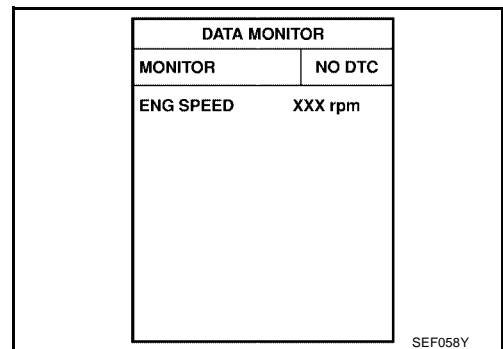 DATA MONITOR
MONITOR NO DTC
ENG SPEED XXX rpm
SEF058Y